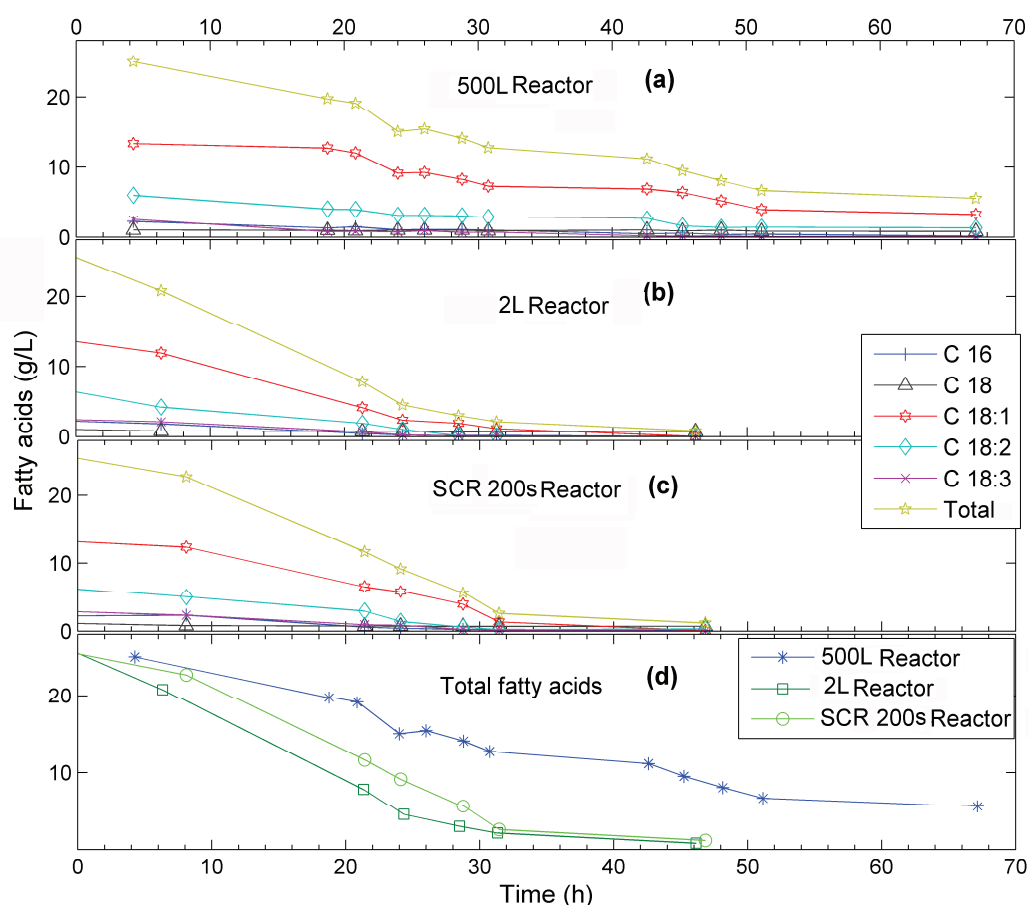 0 10 20 30 40 50 60 70
500L Reactor (a)
20
10
0
2L Reactor (b)
20
10
0
Fatty acids (g/L)
C 16
C 18
C 18:1
C 18:2
C 18:3
Total
SCR 200s Reactor (c)
20
10
0
Total fatty acids (d)
500L Reactor
2L Reactor
SCR 200s Reactor
20
10
0 10 20 30 40 50 60 70
Time (h)